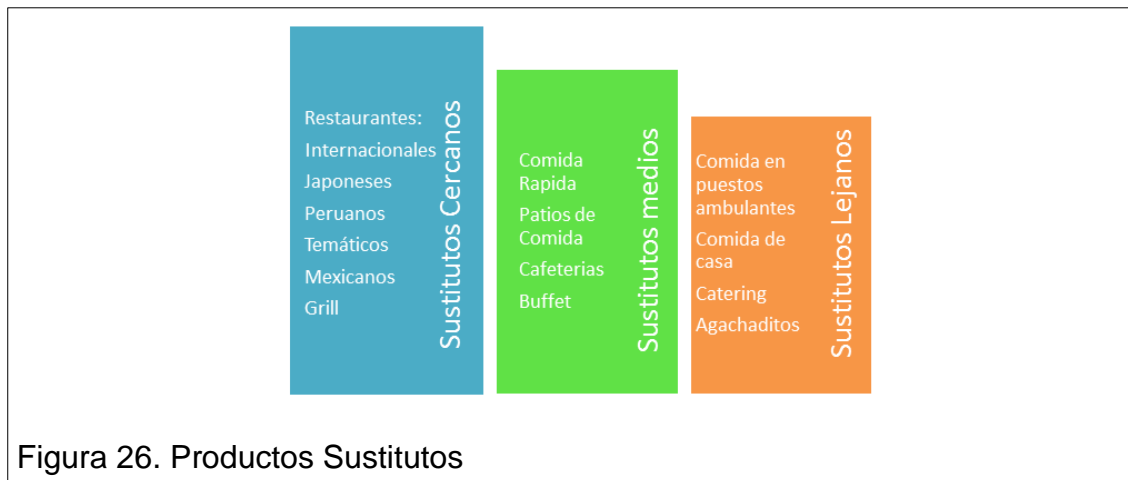 Restaurantes:
Internacionales
Japoneses
Peruanos
Temáticos
Mexicanos
Grill
Sustitutos Cercanos
Comida
Rapida
Patios de
Comida
Cafeterias
Buffet
Sustitutos medios
Comida en
puestos
ambulantes
Comida de
casa
Catering
Agachaditos
Sustitutos Lejanos
Figura 26. Productos Sustitutos